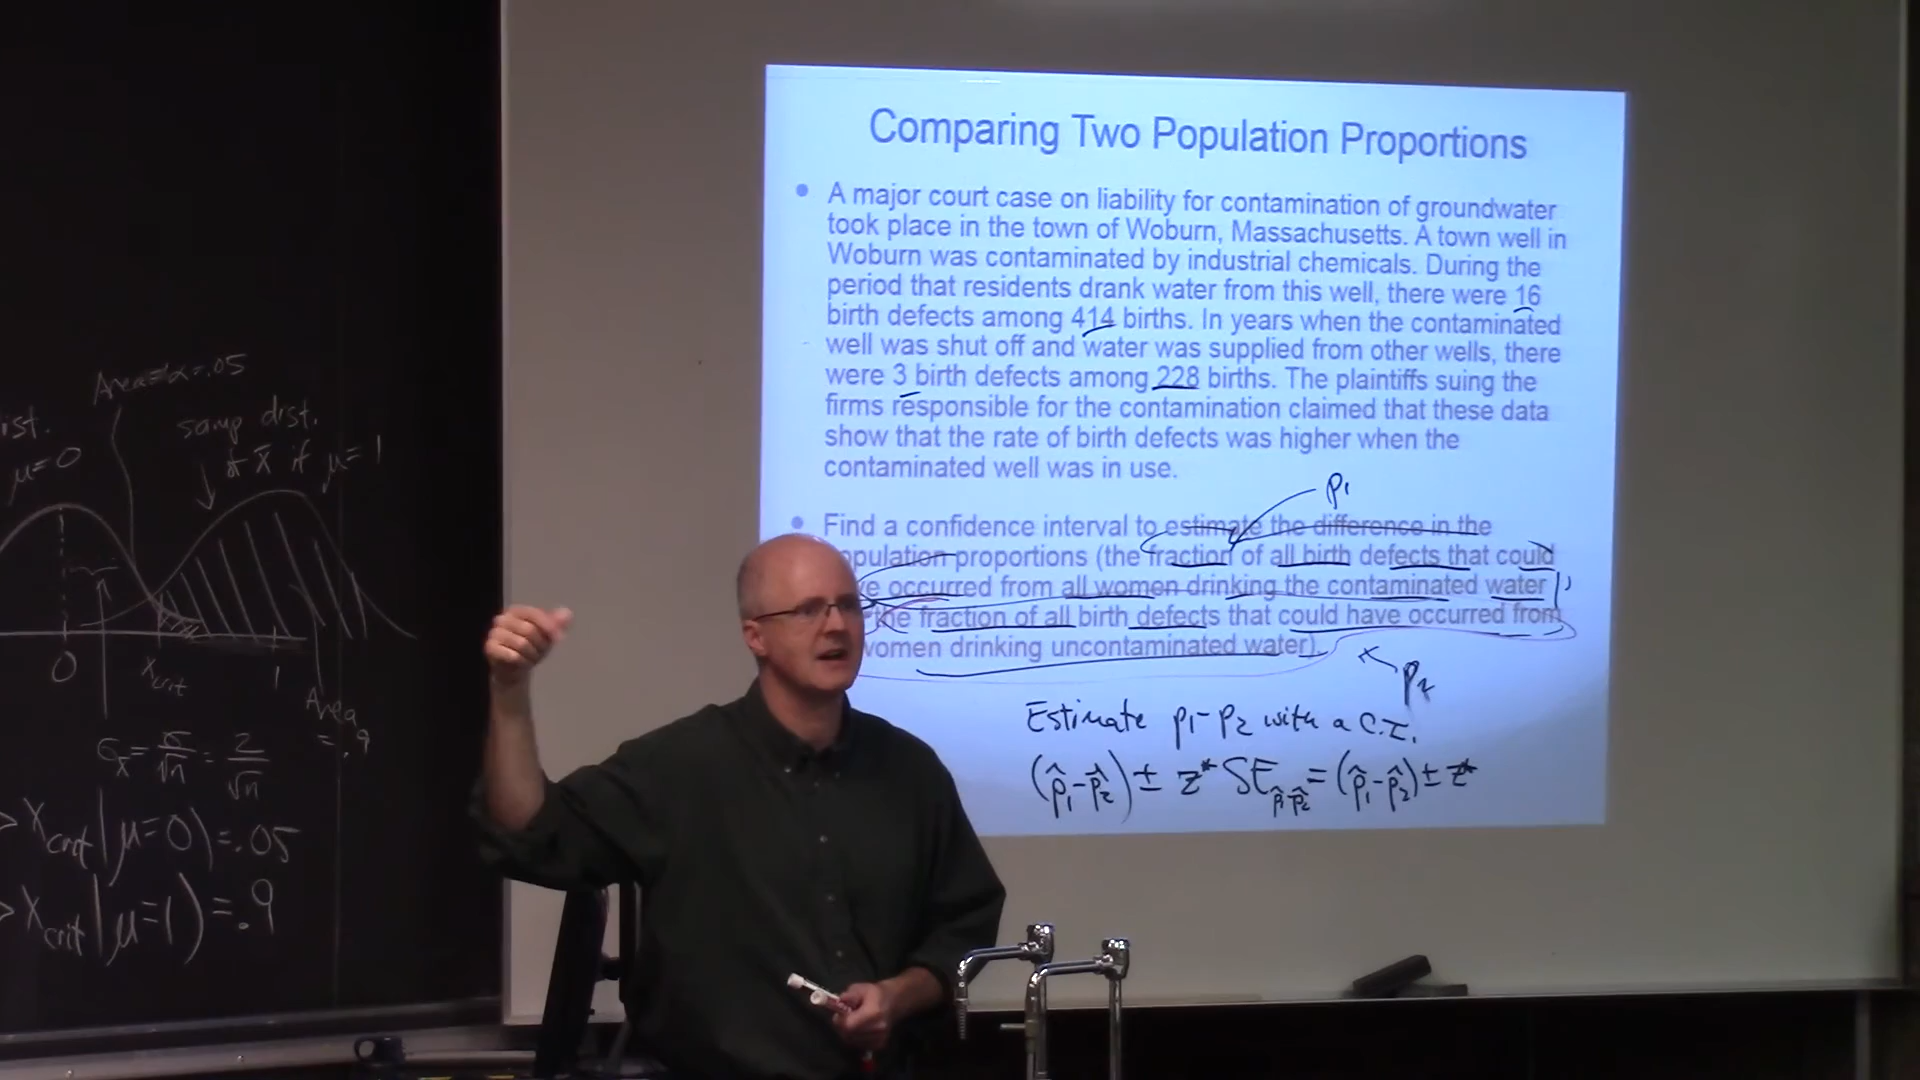 Area=α=.05
ist.
μ=0
samp dist.
of x̄ if μ=1
0
x_crit
1
Area
=.9
σ_x̄ = σ/√n = 2/√n
>x_crit|μ=0)=.05
>x_crit|μ=1)=.9
Comparing Two Population Proportions
• A major court case on liability for contamination of groundwater
took place in the town of Woburn, Massachusetts. A town well in
Woburn was contaminated by industrial chemicals. During the
period that residents drank water from this well, there were 16
birth defects among 414 births. In years when the contaminated
well was shut off and water was supplied from other wells, there
were 3 birth defects among 228 births. The plaintiffs suing the
firms responsible for the contamination claimed that these data
show that the rate of birth defects was higher when the
contaminated well was in use.
p₁
• Find a confidence interval to estimate the difference in the
pulation proportions (the fraction of all birth defects that could
e occurred from all women drinking the contaminated water
the fraction of all birth defects that could have occurred from
women drinking uncontaminated water).
p₂
Estimate p₁-p₂ with a C.I.
(p̂₁-p̂₂) ± z* SE_p̂₁-p̂₂ = (p̂₁-p̂₂) ± z*